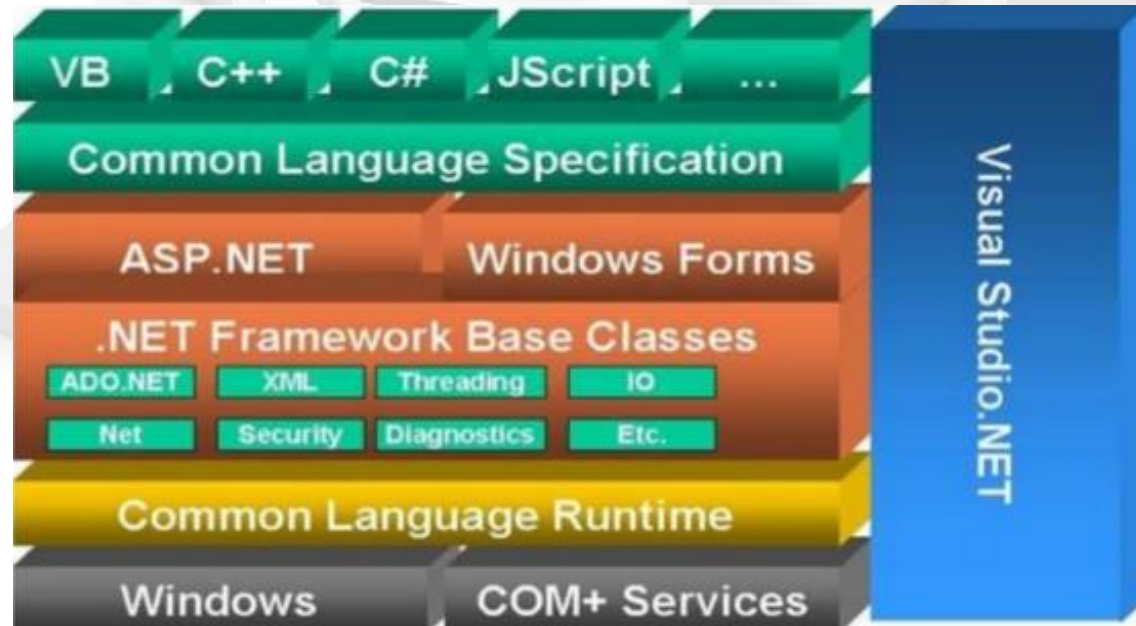 VB C++ C# JScript ...
Common Language Specification
ASP.NET Windows Forms
.NET Framework Base Classes
ADO.NET XML Threading IO
Net Security Diagnostics Etc.
Common Language Runtime
Windows COM+ Services
Visual Studio.NET